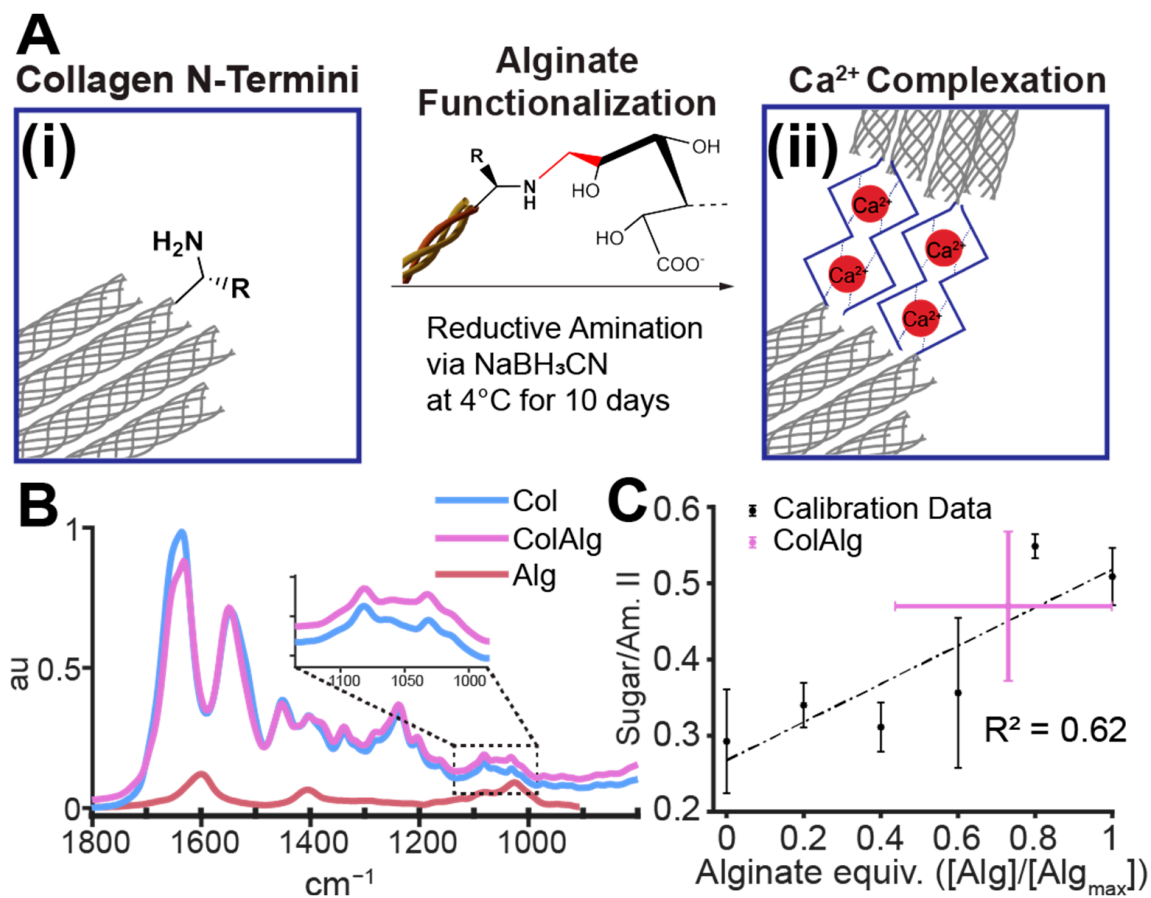 A
Collagen N-Termini
Alginate
Functionalization
Ca²⁺ Complexation
(i)
H₂N
R
R
N
H
HO
OH
HO
COO⁻
Reductive Amination
via NaBH₃CN
at 4°C for 10 days
(ii)
Ca²⁺
Ca²⁺
Ca²⁺
Ca²⁺
B
Col
ColAlg
Alg
1
0.5
0
au
1100 1050 1000
1800 1600 1400 1200 1000
cm⁻¹
C
Calibration Data
ColAlg
0.6
0.5
0.4
0.3
0.2
Sugar/Am. II
R² = 0.62
0 0.2 0.4 0.6 0.8 1
Alginate equiv. ([Alg]/[Algₘₐₓ])